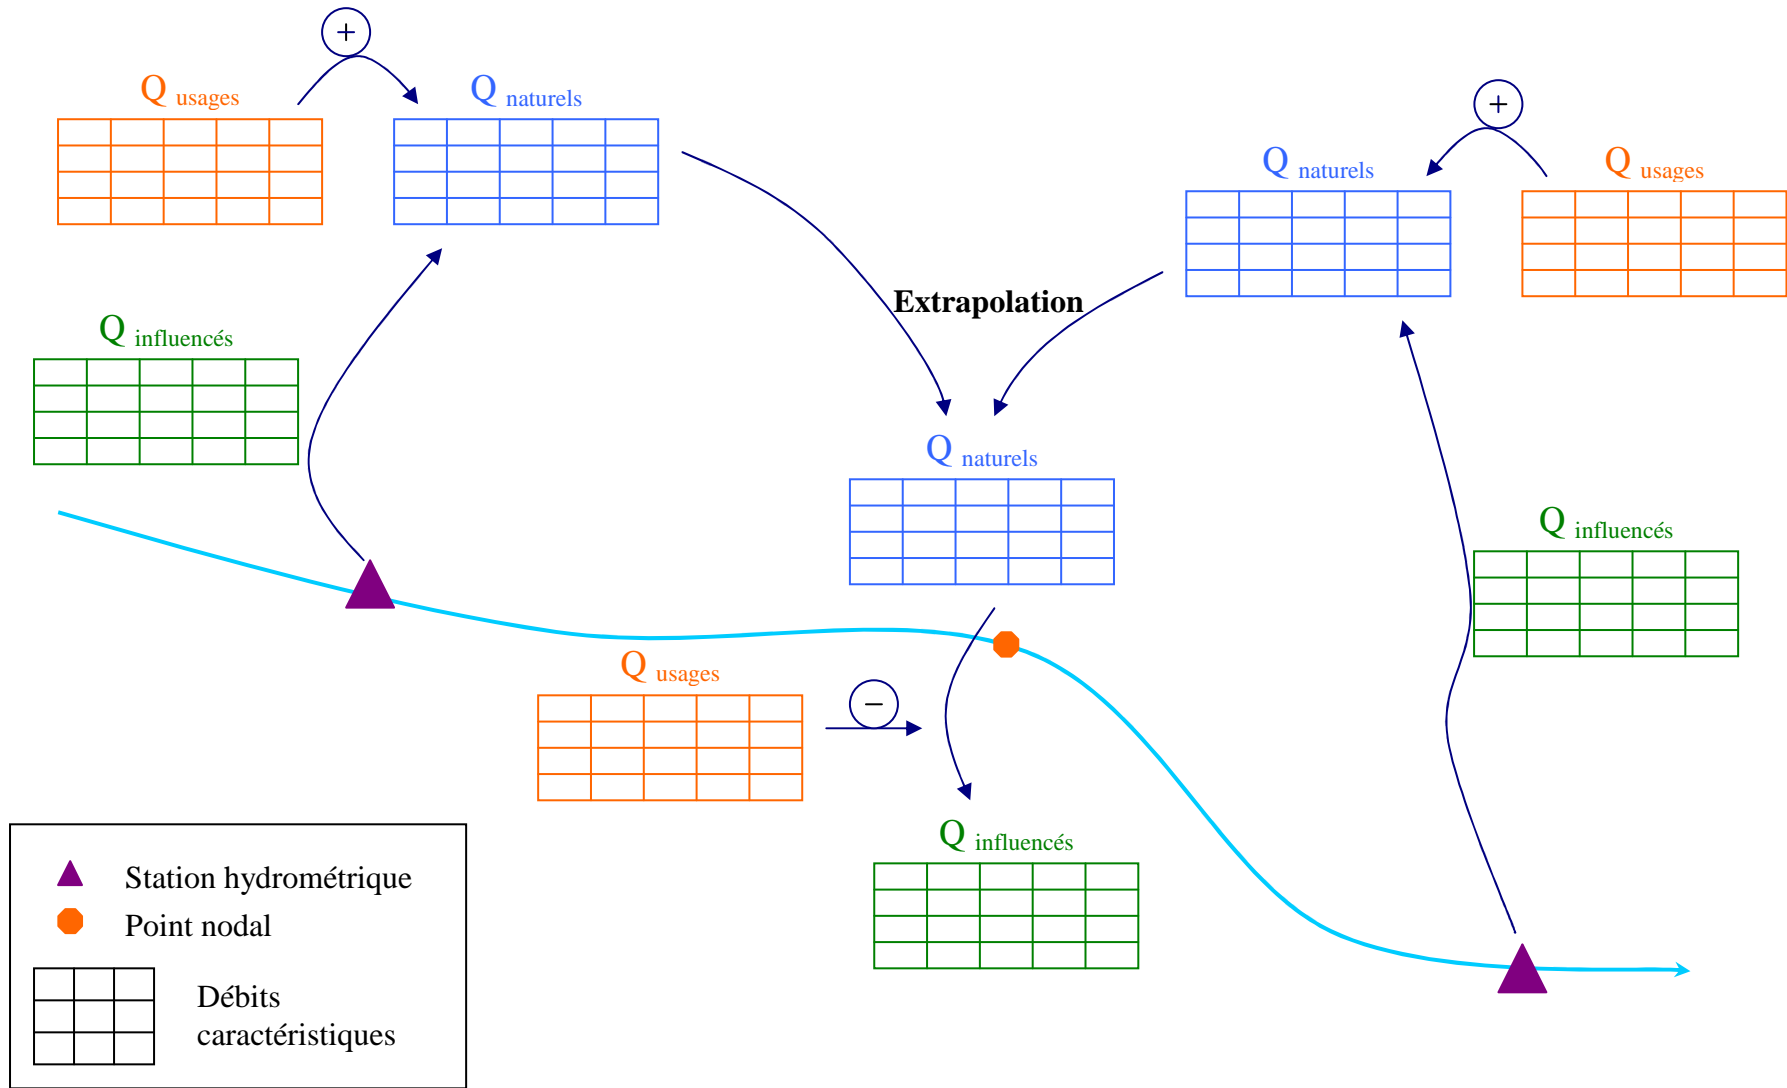 +
Q usages
Q naturels
+
Q naturels
Q usages
Extrapolation
Q influencés
Q naturels
Q influencés
Q usages
−
Q influencés
Station hydrométrique
Point nodal
Débits
caractéristiques